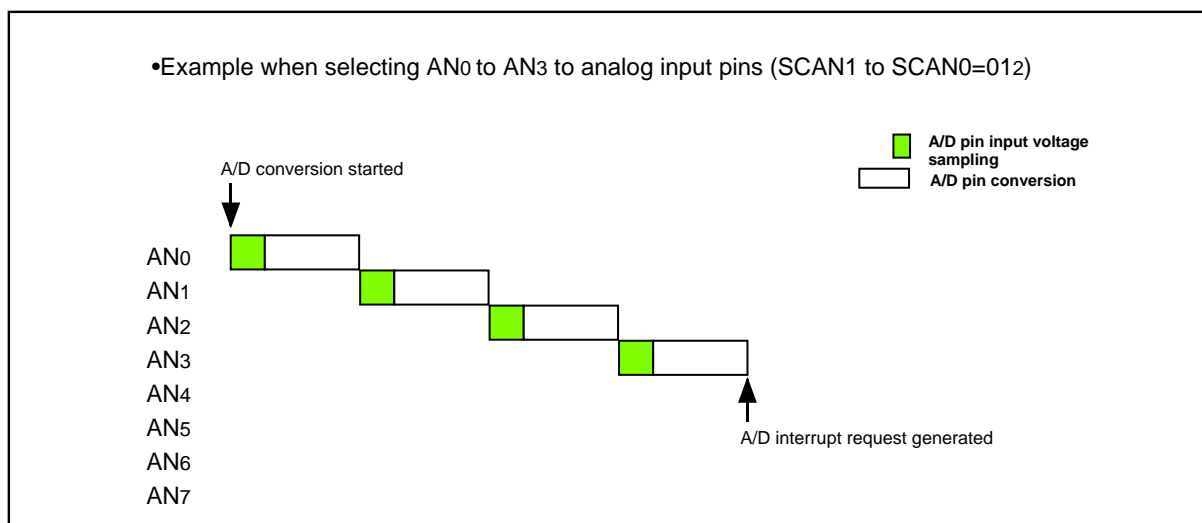 •Example when selecting AN0 to AN3 to analog input pins (SCAN1 to SCAN0=012)
A/D pin input voltage
sampling
A/D pin conversion
A/D conversion started
AN0
AN1
AN2
AN3
AN4
AN5
AN6
AN7
A/D interrupt request generated